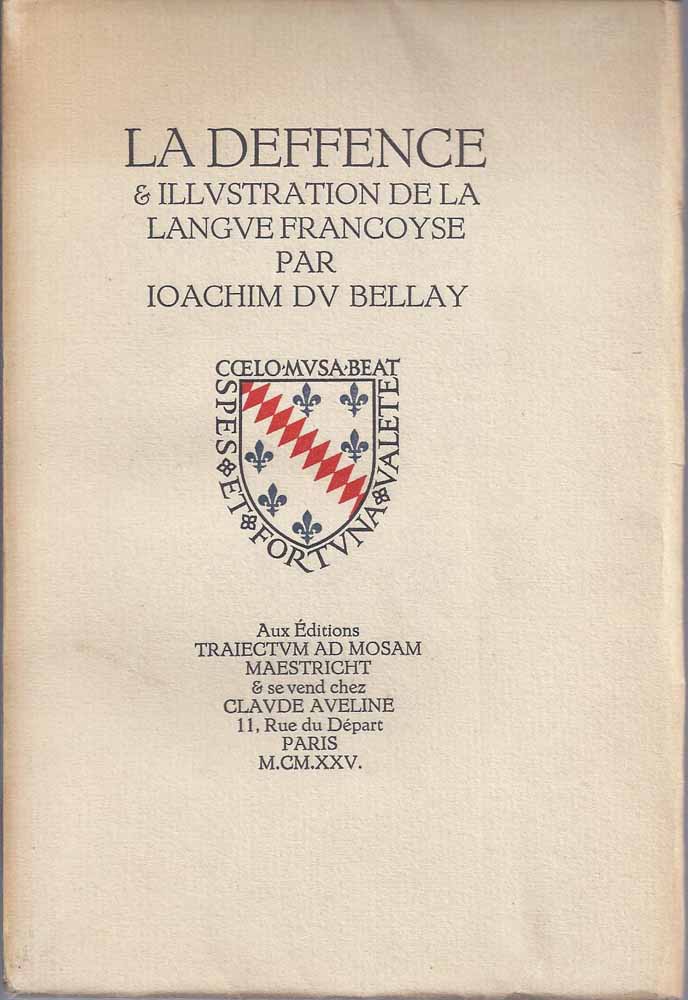 LA DEFFENCE
& ILLVSTRATION DE LA
LANGVE FRANCOYSE
PAR
IOACHIM DV BELLAY
CŒLO·MVSA·BEAT
SPES ET FORTVNA VALETE
Aux Éditions
TRAIECTVM AD MOSAM
MAESTRICHT
& se vend chez
CLAVDE AVELINE
11, Rue du Départ
PARIS
M.CM.XXV.